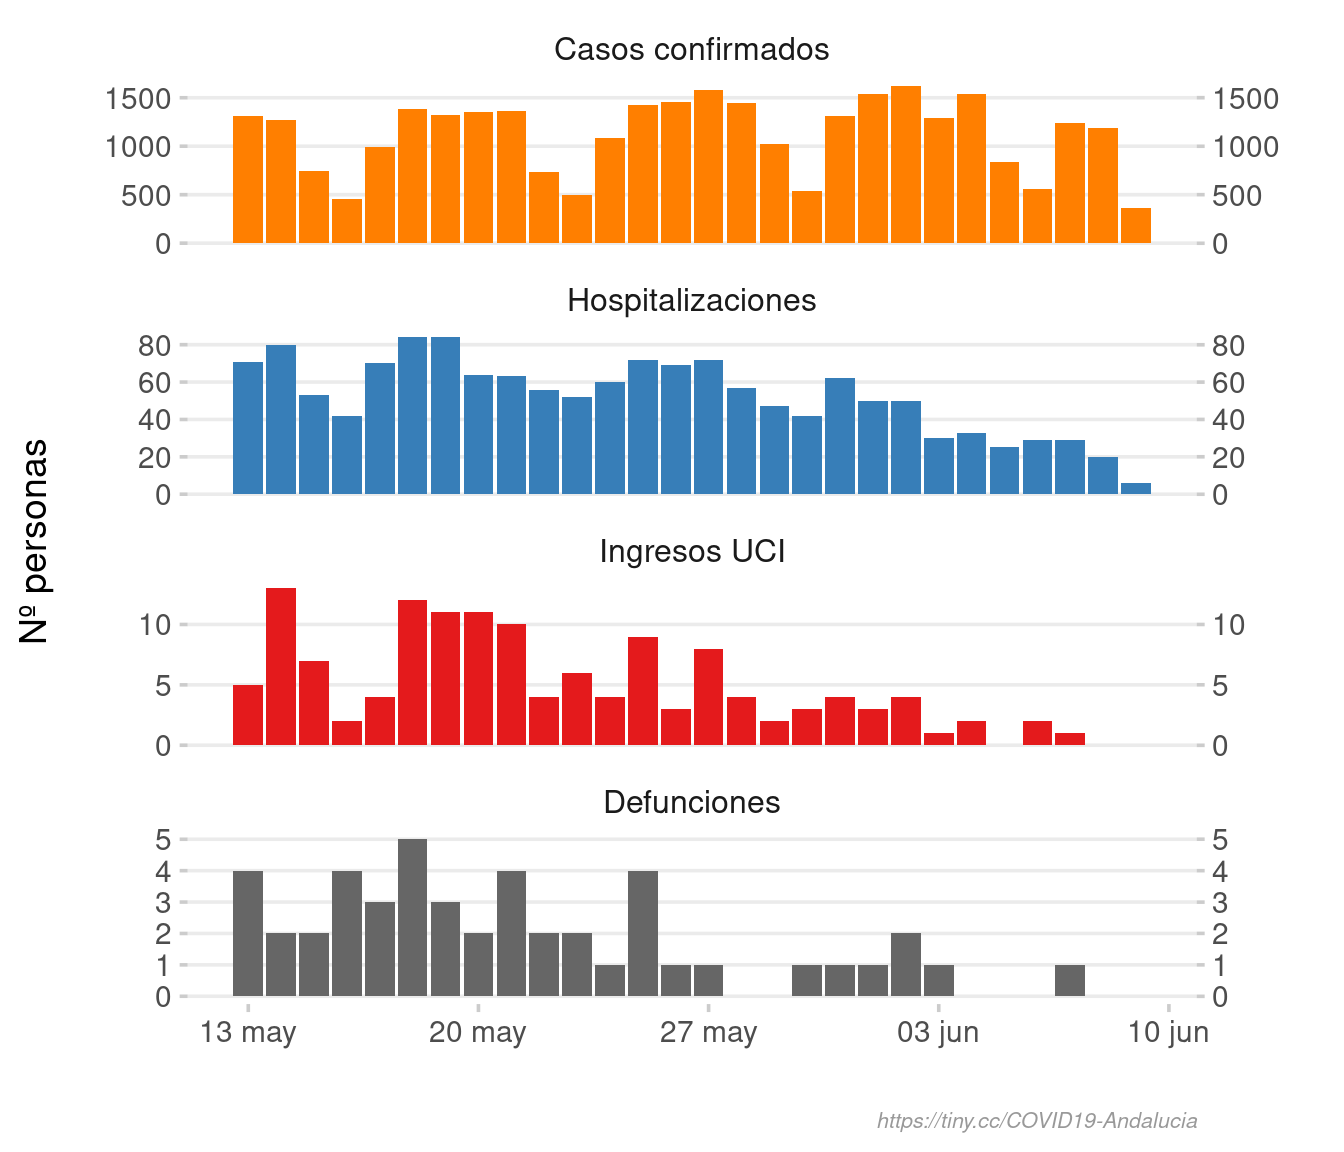 Casos confirmados
1500 1500
1000 1000
500 500
0 0
Hospitalizaciones
80 80
60 60
40 40
20 20
0 0
Nº personas
Ingresos UCI
10 10
5 5
0 0
Defunciones
5 5
4 4
3 3
2 2
1 1
0 0
13 may 20 may 27 may 03 jun 10 jun
https://tiny.cc/COVID19-Andalucia